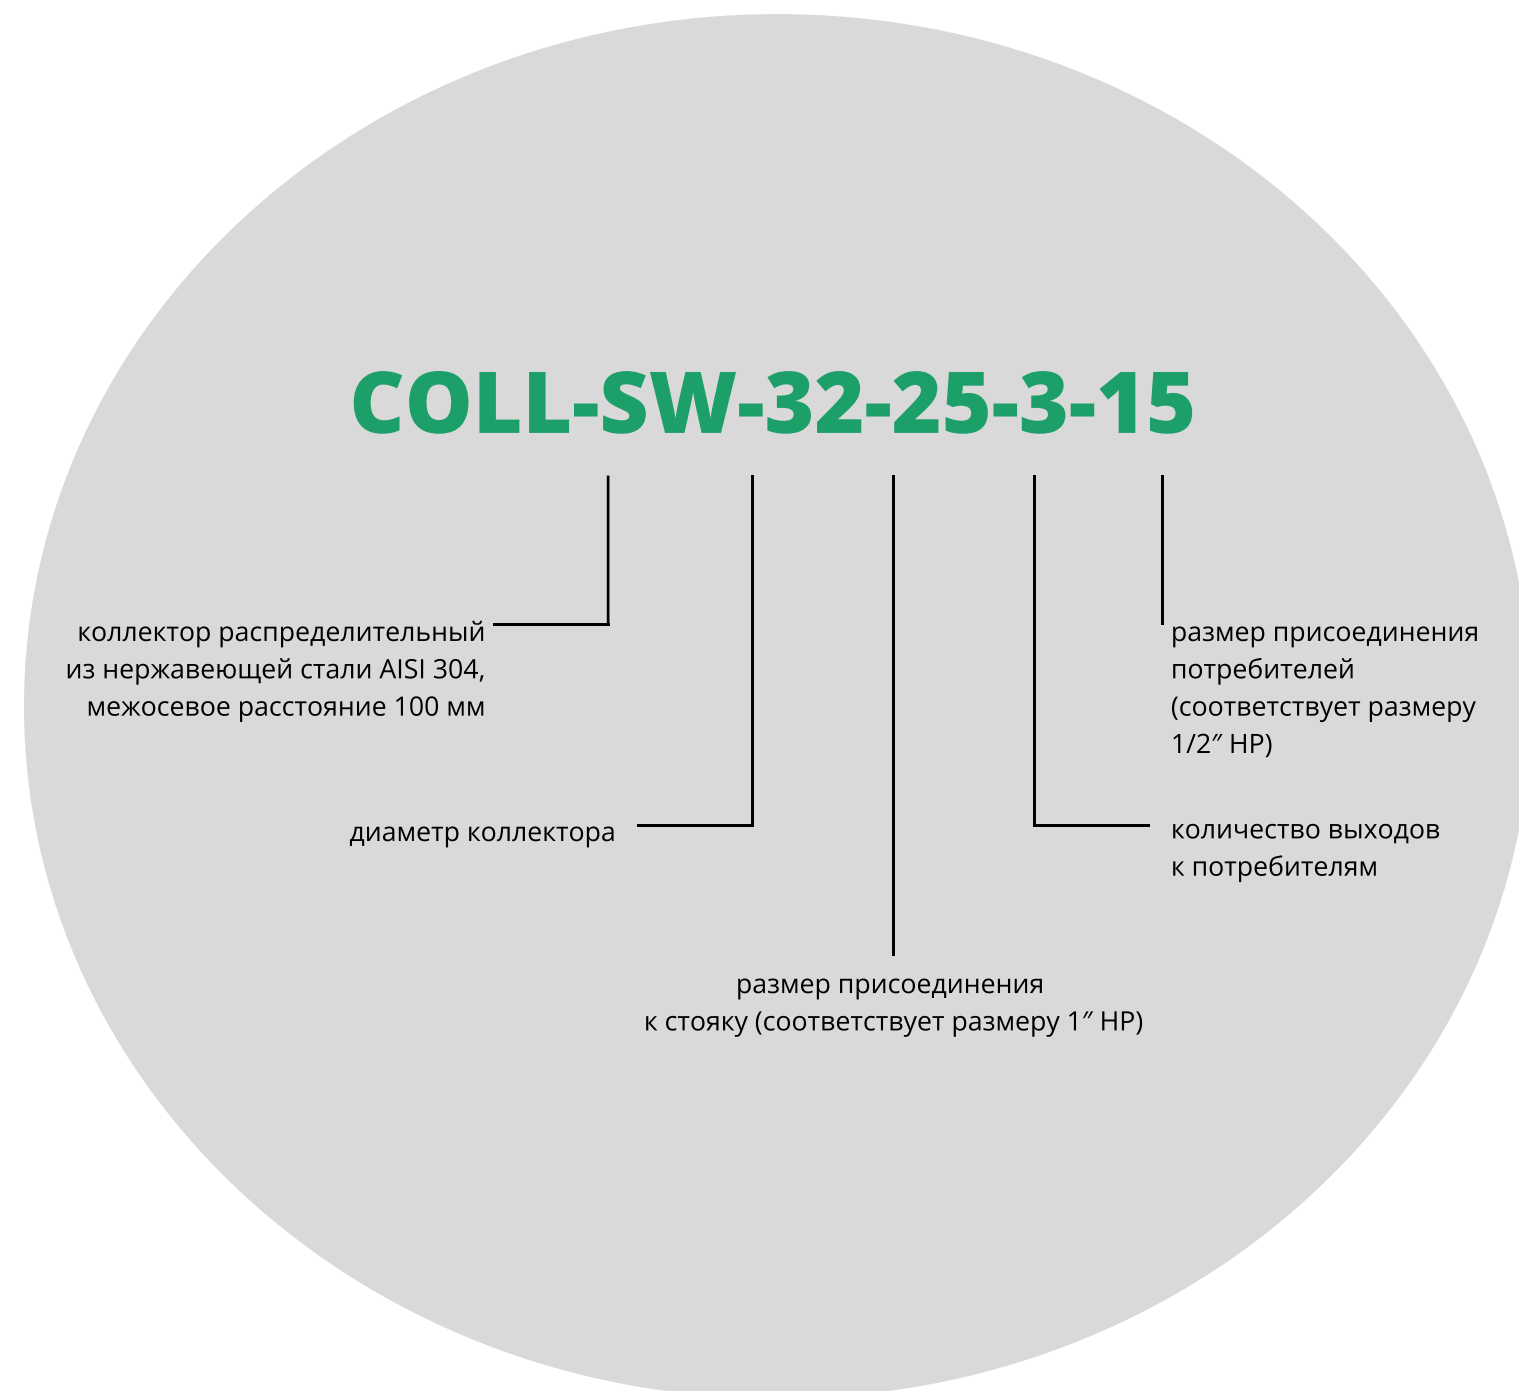 COLL-SW-32-25-3-15
коллектор распределительный
из нержавеющей стали AISI 304,
межосевое расстояние 100 мм
размер присоединения
потребителей
(соответствует размеру
1/2″ НР)
диаметр коллектора
количество выходов
к потребителям
размер присоединения
к стояку (соответствует размеру 1″ НР)